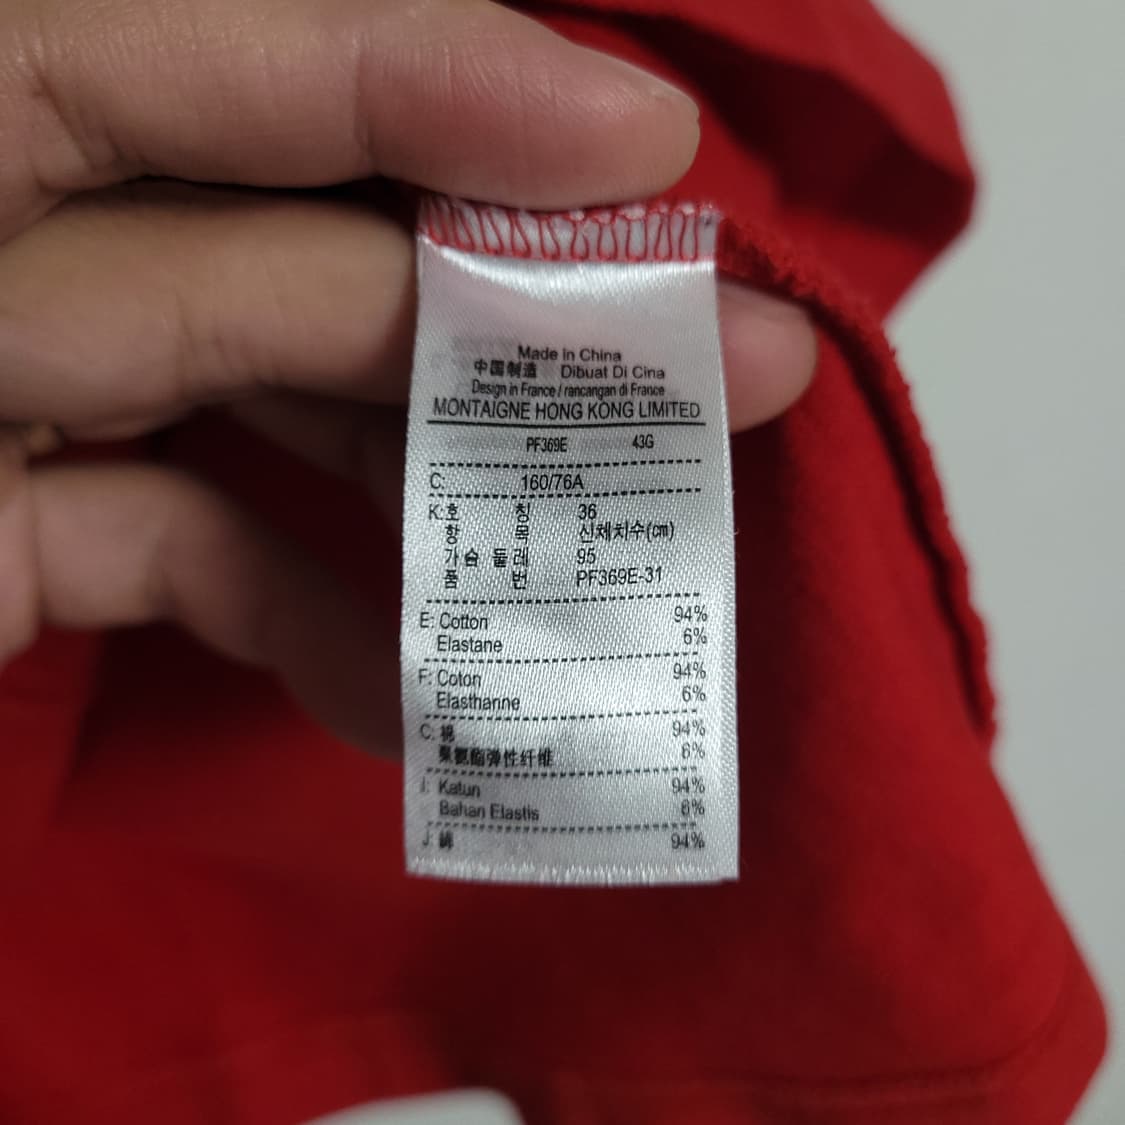 Made in China
中国制造 Dibuat Di Cina
Design in France / rancangan di France
MONTAIGNE HONG KONG LIMITED
PF369E 43G
C: 160/76A
K:호 칭 36
항 목 신체치수(㎝)
가슴 둘레 95
품 번 PF369E-31
E: Cotton 94%
Elastane 6%
F: Coton 94%
Elasthanne 6%
C: 棉 94%
聚氨酯弹性纤维 6%
I: Katun 94%
Bahan Elastis 6%
J: 綿 94%